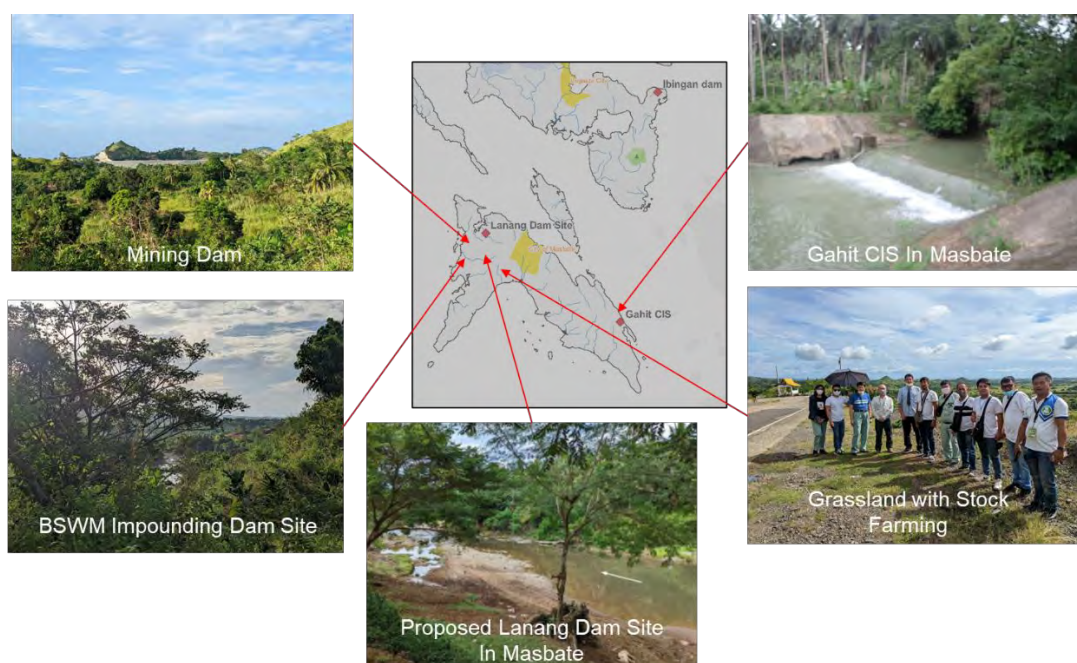 Mining Dam
Ibingan dam
Lanang Dam Site
Masbate
Gahit CIS
Gahit CIS In Masbate
BSWM Impounding Dam Site
Proposed Lanang Dam Site
In Masbate
Grassland with Stock
Farming